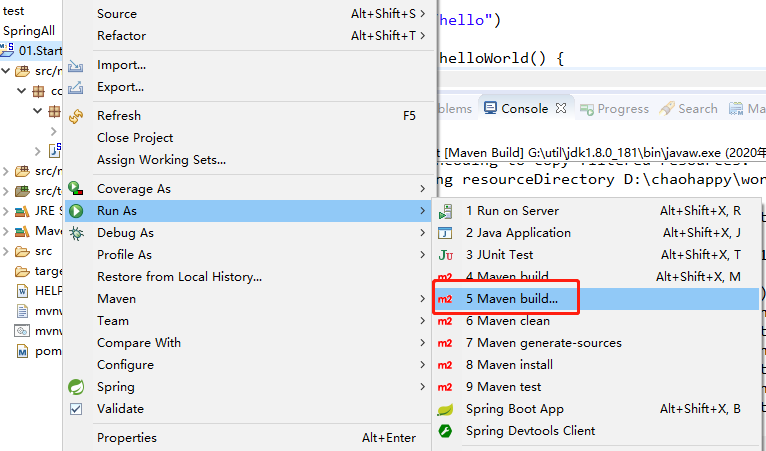 test
SpringAll
01.Start
src/m
co
src/m
src/te
JRE S
Mave
src
targe
HELP
mvnw
mvnw
pom
Source Alt+Shift+S >
Refactor Alt+Shift+T >
Import...
Export...
Refresh F5
Close Project
Assign Working Sets...
Coverage As >
Run As >
Debug As >
Profile As >
Restore from Local History...
Maven >
Team >
Compare With >
Configure >
Spring >
Validate
Properties Alt+Enter
hello")
helloWorld() {
blems Console Progress Search Ma
t [Maven Build] G:\util\jdk1.8.0_181\bin\javaw.exe (2020年
ng resourceDirectory D:\chaohappy\wor
1 Run on Server Alt+Shift+X, R
2 Java Application Alt+Shift+X, J
3 JUnit Test Alt+Shift+X, T
4 Maven build Alt+Shift+X, M
5 Maven build...
6 Maven clean
7 Maven generate-sources
8 Maven install
9 Maven test
Spring Boot App Alt+Shift+X, B
Spring Devtools Client